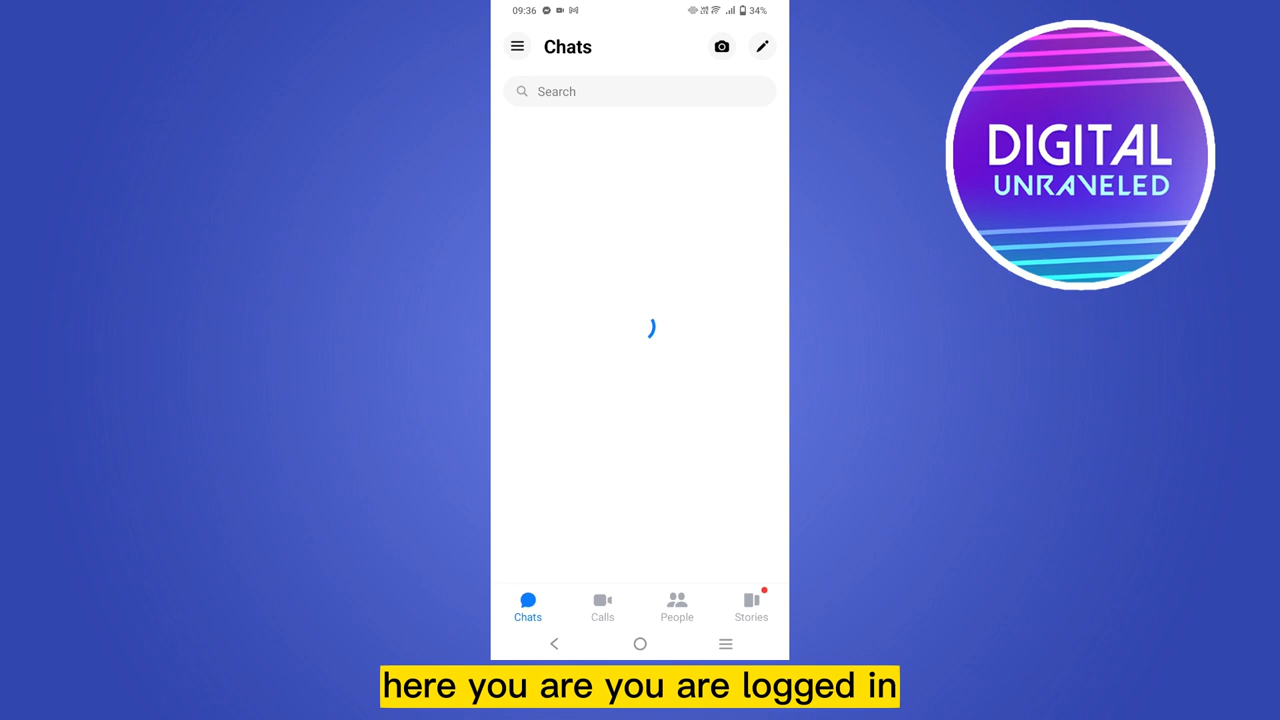 09:36
34%
Chats
Search
DIGITAL
UNRAVELED
Chats
Calls
People
Stories
here you are you are logged in